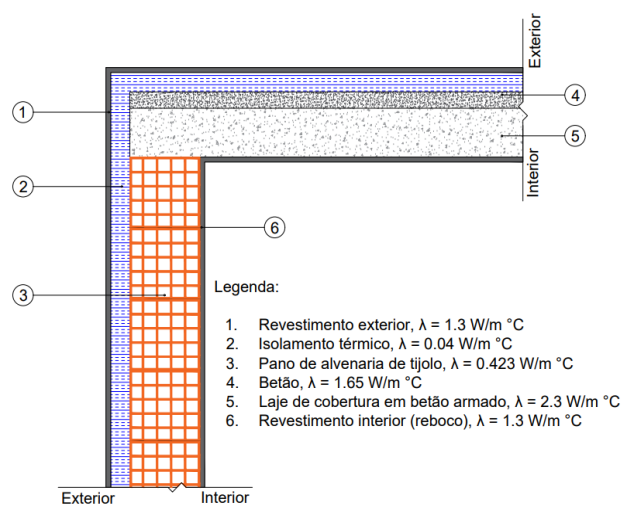 Exterior
4
1
5
Interior
2
6
Legenda:
3
1. Revestimento exterior, λ = 1.3 W/m °C
2. Isolamento térmico, λ = 0.04 W/m °C
3. Pano de alvenaria de tijolo, λ = 0.423 W/m °C
4. Betão, λ = 1.65 W/m °C
5. Laje de cobertura em betão armado, λ = 2.3 W/m °C
6. Revestimento interior (reboco), λ = 1.3 W/m °C
Exterior Interior